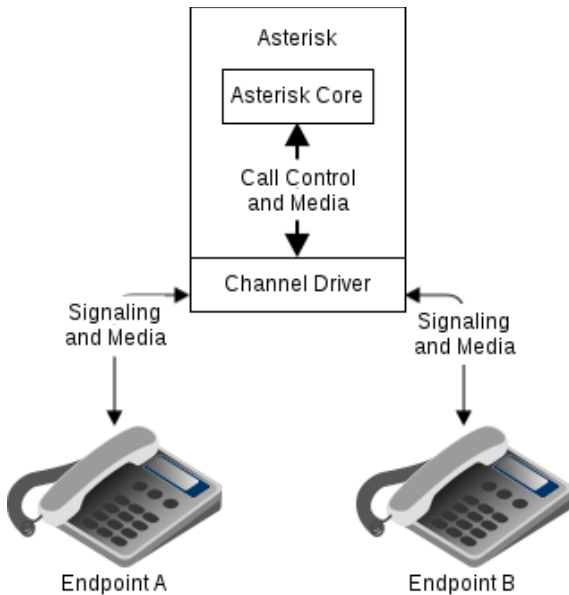 Asterisk
Asterisk Core
Call Control
and Media
Channel Driver
Signaling
and Media
Signaling
and Media
Endpoint A
Endpoint B